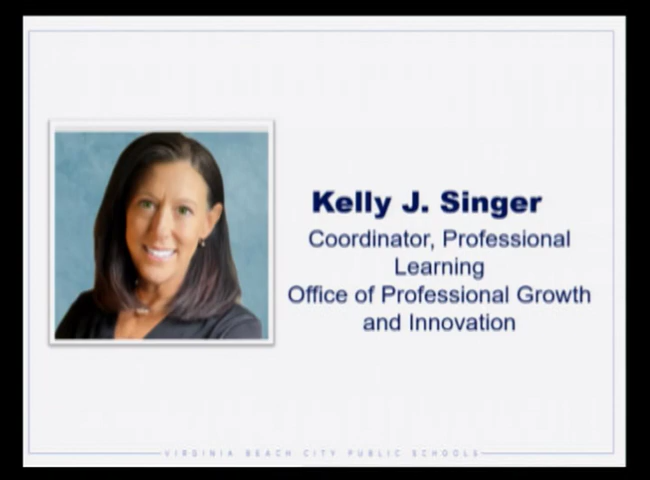 Kelly J. Singer
Coordinator, Professional
Learning
Office of Professional Growth
and Innovation
VIRGINIA BEACH CITY PUBLIC SCHOOLS